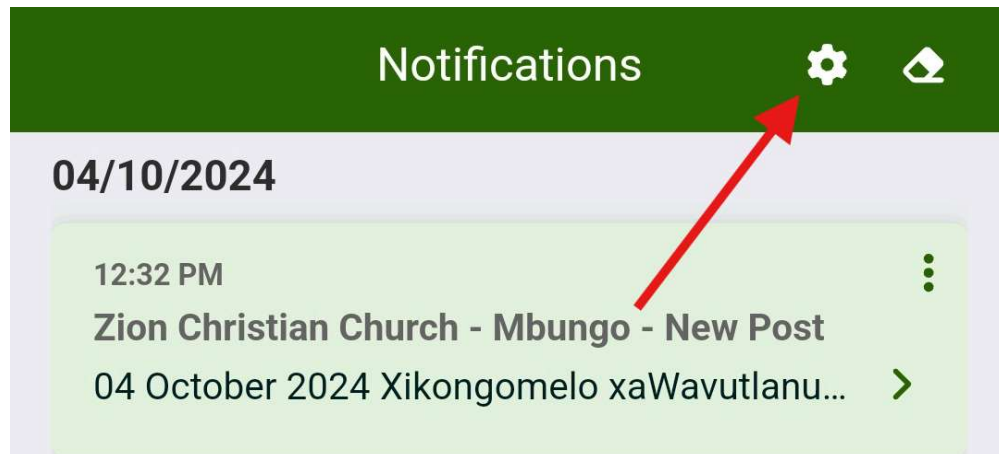 Notifications
04/10/2024
12:32 PM
Zion Christian Church - Mbungo - New Post
04 October 2024 Xikongomelo xaWavutlanu...